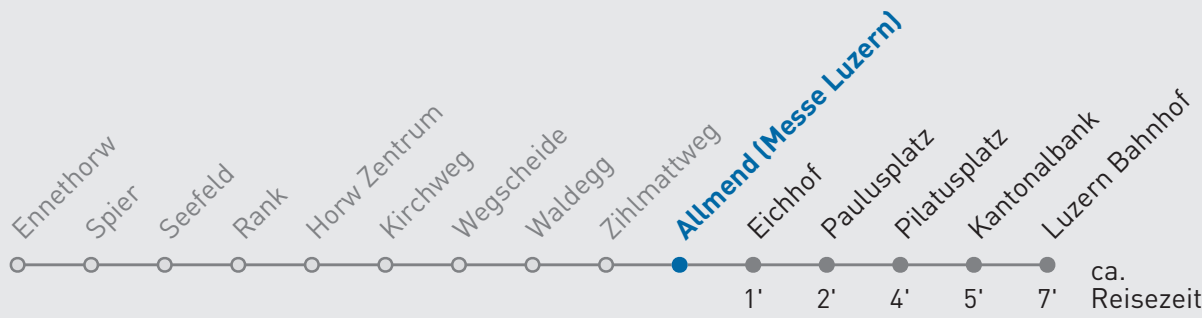 Ennethorw
Spier
Seefeld
Rank
Horw Zentrum
Kirchweg
Wegscheide
Waldegg
Zihlmattweg
Allmend (Messe Luzern)
Eichhof
Paulusplatz
Pilatusplatz
Kantonalbank
Luzern Bahnhof
1' 2' 4' 5' 7'
ca.
Reisezeit